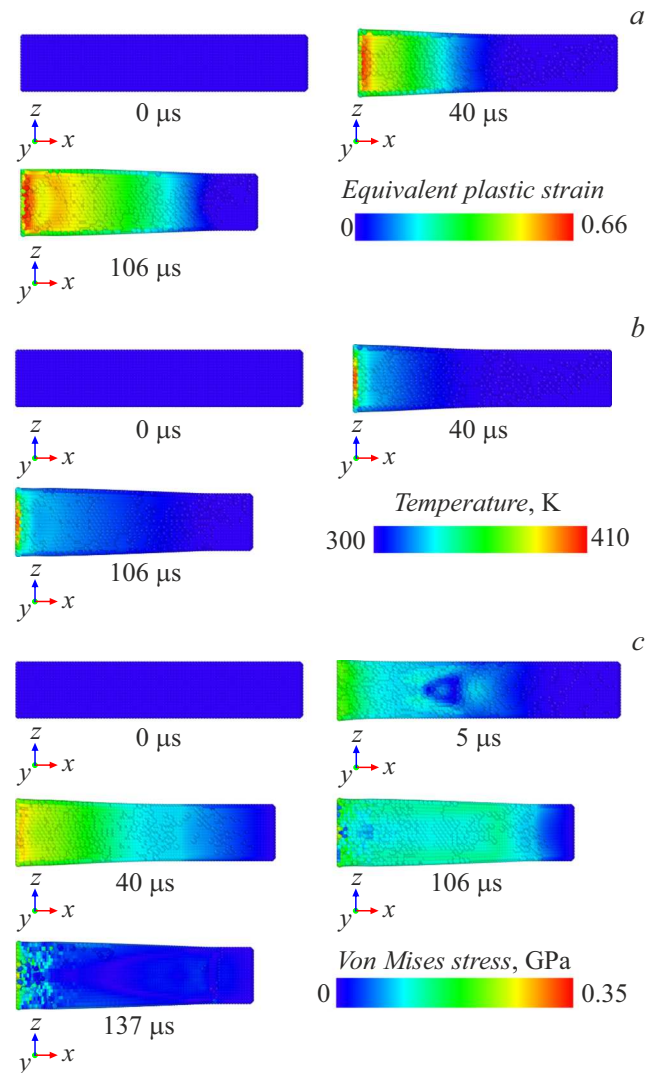 a
0 μs
40 μs
z
y x
z
y x
106 μs
z
y x
Equivalent plastic strain
0 0.66
b
0 μs
40 μs
z
y x
z
y x
106 μs
z
y x
Temperature, K
300 410
c
0 μs
5 μs
z
y x
z
y x
40 μs
106 μs
z
y x
z
y x
137 μs
z
y x
Von Mises stress, GPa
0 0.35